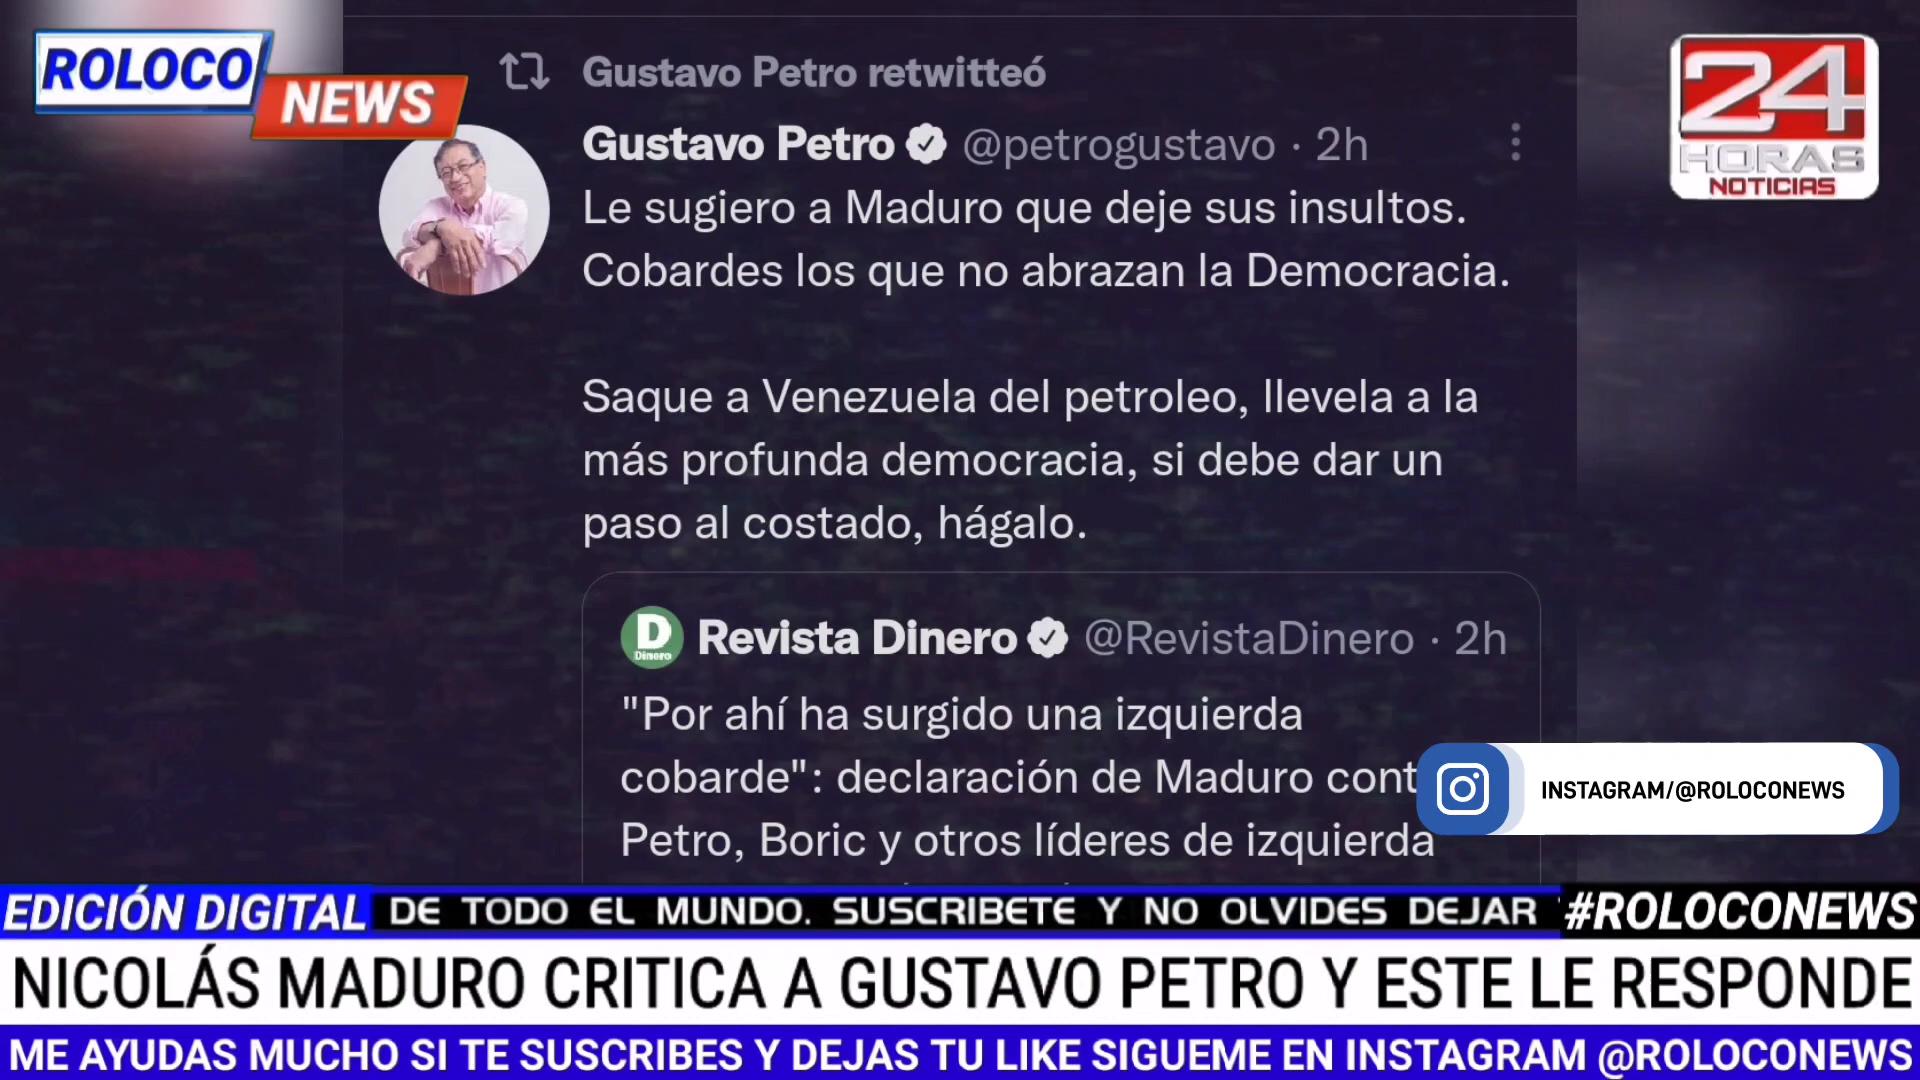 ROLOCO
NEWS
24
HORAS
NOTICIAS
Gustavo Petro retwitteó
Gustavo Petro @petrogustavo · 2h
Le sugiero a Maduro que deje sus insultos.
Cobardes los que no abrazan la Democracia.
Saque a Venezuela del petroleo, llevela a la
más profunda democracia, si debe dar un
paso al costado, hágalo.
D
Dinero
Revista Dinero @RevistaDinero · 2h
"Por ahí ha surgido una izquierda
cobarde": declaración de Maduro cont
Petro, Boric y otros líderes de izquierda
INSTAGRAM/@ROLOCONEWS
EDICIÓN DIGITAL DE TODO EL MUNDO. SUSCRIBETE Y NO OLVIDES DEJAR #ROLOCONEWS
NICOLÁS MADURO CRITICA A GUSTAVO PETRO Y ESTE LE RESPONDE
ME AYUDAS MUCHO SI TE SUSCRIBES Y DEJAS TU LIKE SIGUEME EN INSTAGRAM @ROLOCONEWS